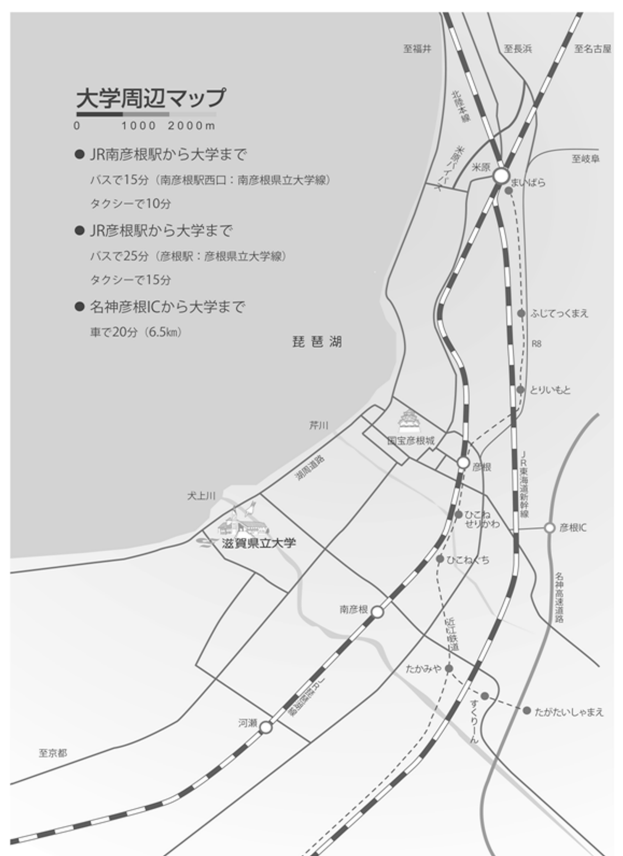 大学周辺マップ
0 1000 2000m
● JR南彦根駅から大学まで
バスで15分（南彦根駅西口：南彦根県立大学線）
タクシーで10分
● JR彦根駅から大学まで
バスで25分（彦根駅：彦根県立大学線）
タクシーで15分
● 名神彦根ICから大学まで
車で20分（6.5㎞）
至福井
至長浜
至名古屋
北陸本線
米原バイパス
米原
まいばら
至岐阜
ふじてっくまえ
R8
琵琶湖
とりいもと
芹川
国宝彦根城
湖周道路
彦根
JR東海道新幹線
犬上川
ひこね
せりかわ
彦根IC
滋賀県立大学
ひこねぐち
名神高速道路
南彦根
近江鉄道
たかみや
JR琵琶湖線
すくりーん
たがたいしゃまえ
河瀬
至京都